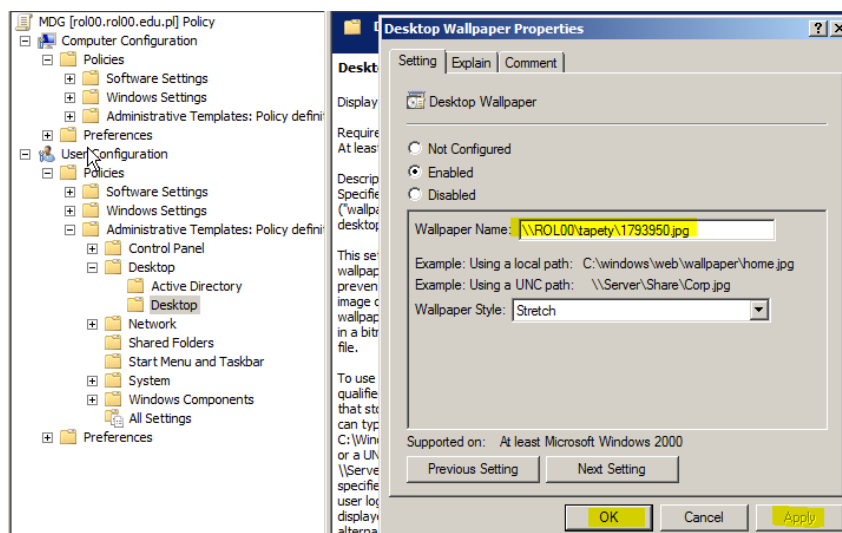 MDG [rol00.rol00.edu.pl] Policy
Computer Configuration
Policies
Software Settings
Windows Settings
Administrative Templates: Policy defini
Preferences
User Configuration
Policies
Software Settings
Windows Settings
Administrative Templates: Policy defini
Control Panel
Desktop
Active Directory
Desktop
Network
Shared Folders
Start Menu and Taskbar
System
Windows Components
All Settings
Preferences
Deskt
Display
Require
At leas
Descrip
Specifie
("wallpa
desktop
This set
wallpap
preven
image o
wallpap
in a bitm
file.
To use
qualifie
that sto
can typ
C:\Wind
or a UN
\\Serve
specifie
user log
display
alterna
Desktop Wallpaper Properties
Setting Explain Comment
Desktop Wallpaper
Not Configured
Enabled
Disabled
Wallpaper Name: \\ROL00\tapety\1793950.jpg
Example: Using a local path: C:\windows\web\wallpaper\home.jpg
Example: Using a UNC path: \\Server\Share\Corp.jpg
Wallpaper Style: Stretch
Supported on: At least Microsoft Windows 2000
Previous Setting Next Setting
OK Cancel Apply